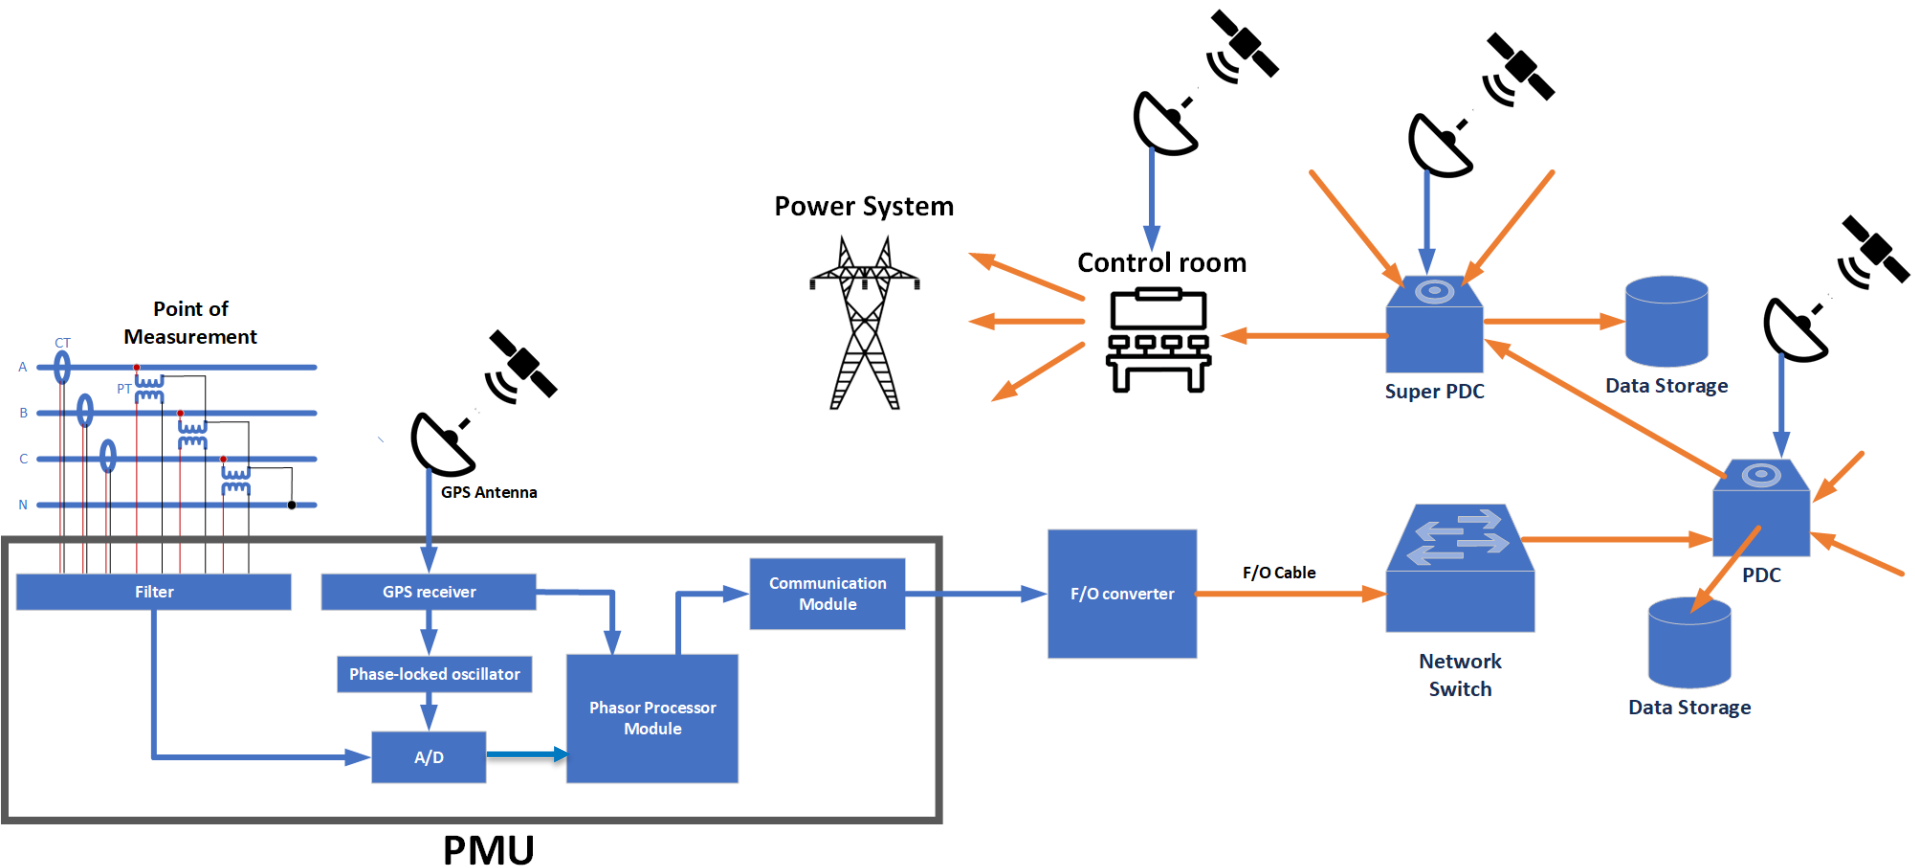 Power System
Control room
Super PDC
Data Storage
Point of
Measurement
CT
A
PT
B
C
N
GPS Antenna
PDC
Filter
GPS receiver
Communication
Module
F/O converter
F/O Cable
Network
Switch
Data Storage
Phase-locked oscillator
Phasor Processor
Module
A/D
PMU